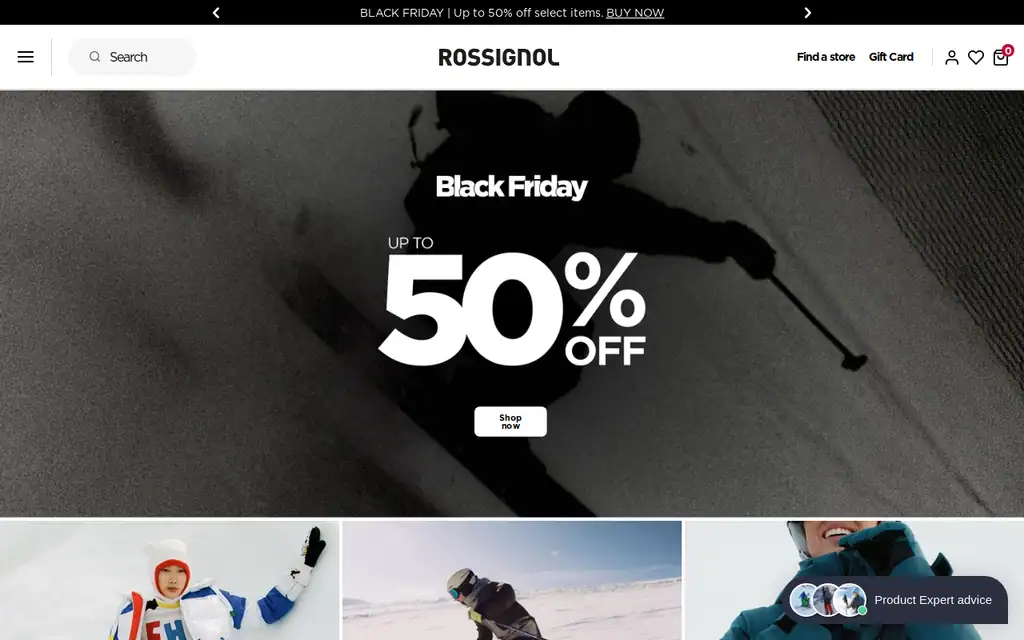 BLACK FRIDAY | Up to 50% off select items. BUY NOW
Search
ROSSIGNOL
Find a store
Gift Card
0
Black Friday
UP TO
50%
OFF
Shop
now
Product Expert advice